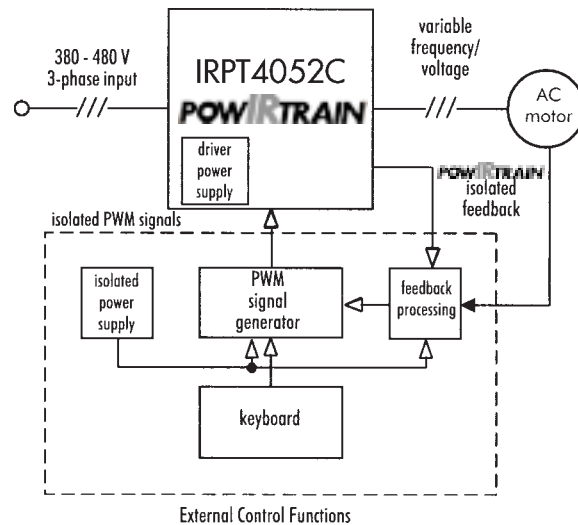 380 - 480 V
3-phase input
IRPT4052C
POWIRTRAIN
driver
power
supply
variable
frequency/
voltage
AC
motor
POWIRTRAIN
isolated
feedback
isolated PWM signals
isolated
power
supply
PWM
signal
generator
feedback
processing
keyboard
External Control Functions